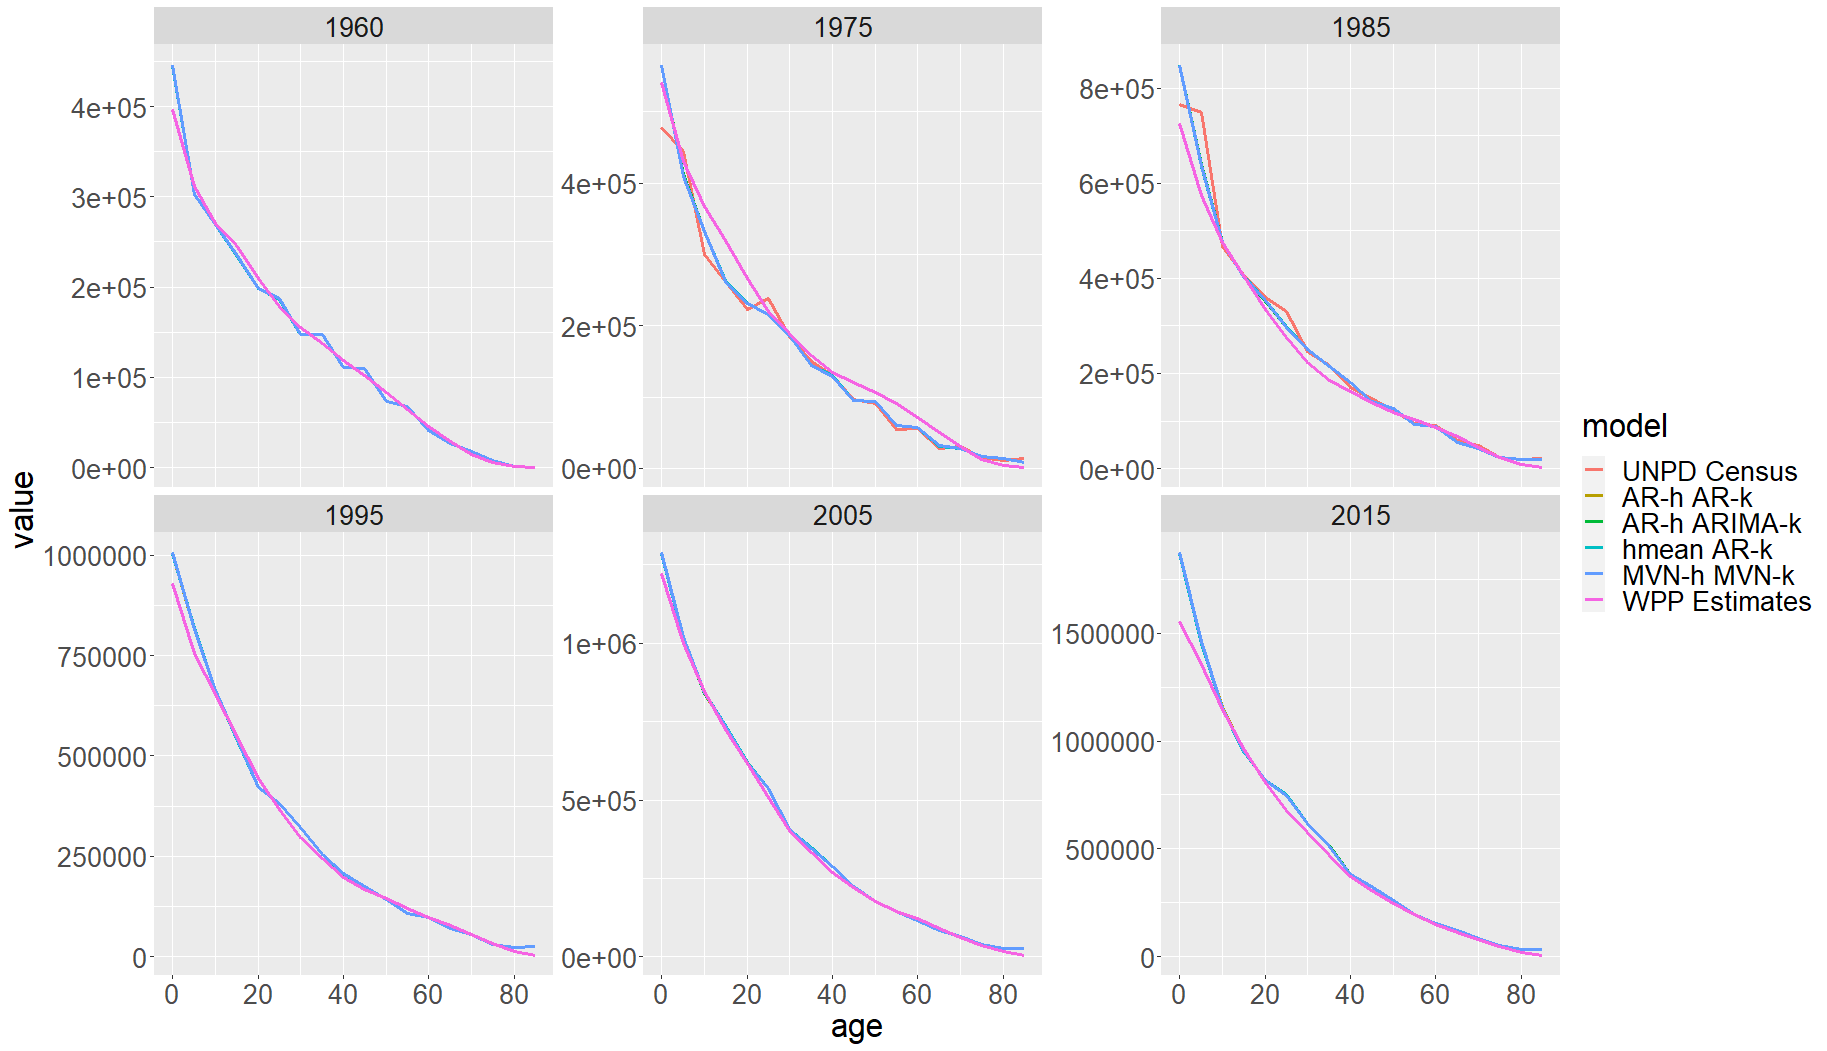 1960
1975
1985
4e+05
3e+05
2e+05
1e+05
0e+00
4e+05
2e+05
0e+00
8e+05
6e+05
4e+05
2e+05
0e+00
1995
2005
2015
1000000
750000
500000
250000
0
1e+06
5e+05
0e+00
1500000
1000000
500000
0
0 20 40 60 80
0 20 40 60 80
0 20 40 60 80
age
value
model
UNPD Census
AR-h AR-k
AR-h ARIMA-k
hmean AR-k
MVN-h MVN-k
WPP Estimates